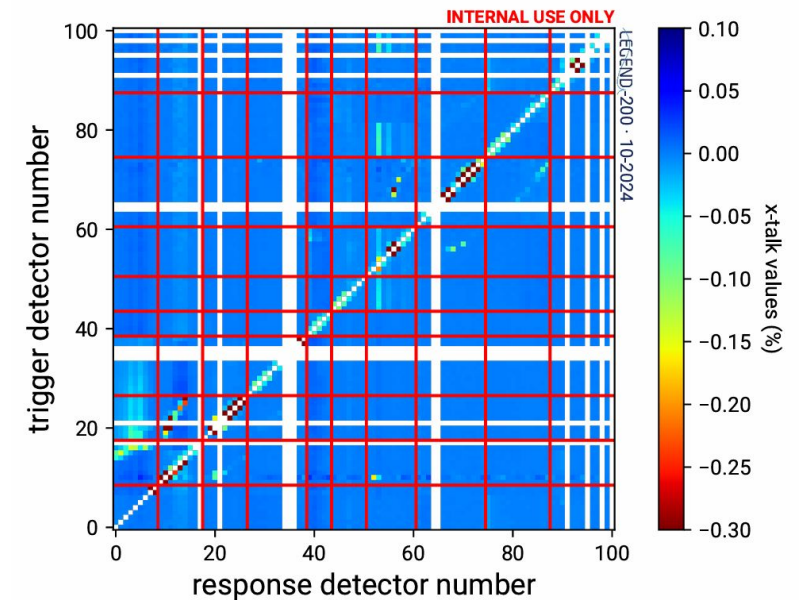 INTERNAL USE ONLY
LEGEND-200 · 10-2024
trigger detector number
100
80
60
40
20
0
0 20 40 60 80 100
response detector number
0.10
0.05
0.00
−0.05
−0.10
−0.15
−0.20
−0.25
−0.30
x-talk values (%)